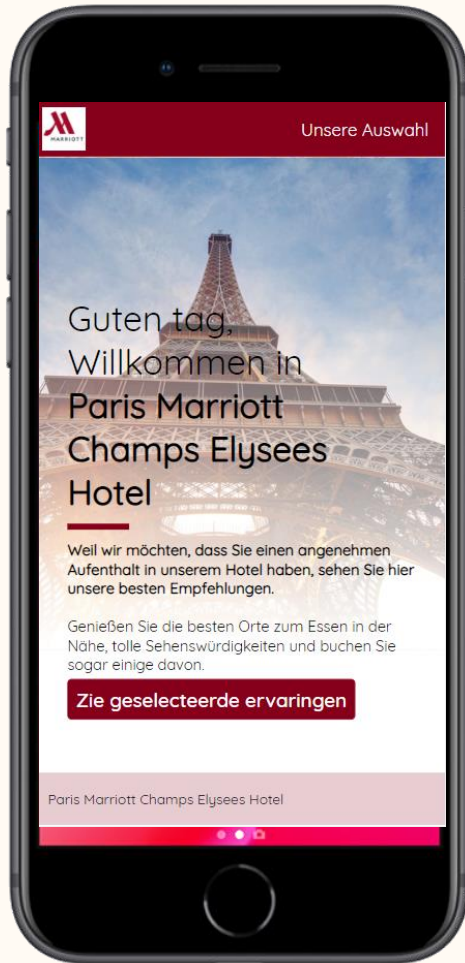 MARRIOTT
Unsere Auswahl
Guten tag,
Willkommen in
Paris Marriott
Champs Elysees
Hotel
Weil wir möchten, dass Sie einen angenehmen
Aufenthalt in unserem Hotel haben, sehen Sie hier
unsere besten Empfehlungen.
Genießen Sie die besten Orte zum Essen in der
Nähe, tolle Sehenswürdigkeiten und buchen Sie
sogar einige davon.
Zie geselecteerde ervaringen
Paris Marriott Champs Elysees Hotel